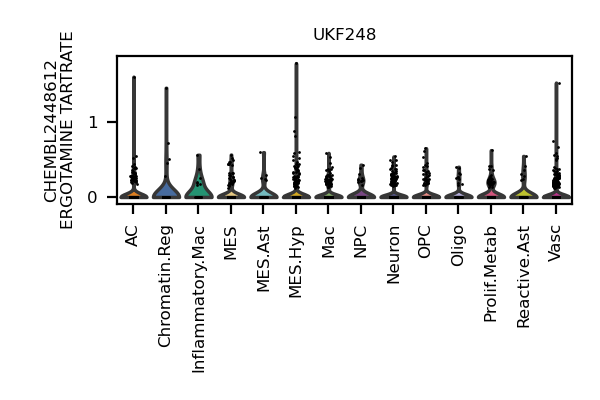 UKF248
CHEMBL2448612
ERGOTAMINE TARTRATE
1
0
AC
Chromatin.Reg
Inflammatory.Mac
MES
MES.Ast
MES.Hyp
Mac
NPC
Neuron
OPC
Oligo
Prolif.Metab
Reactive.Ast
Vasc